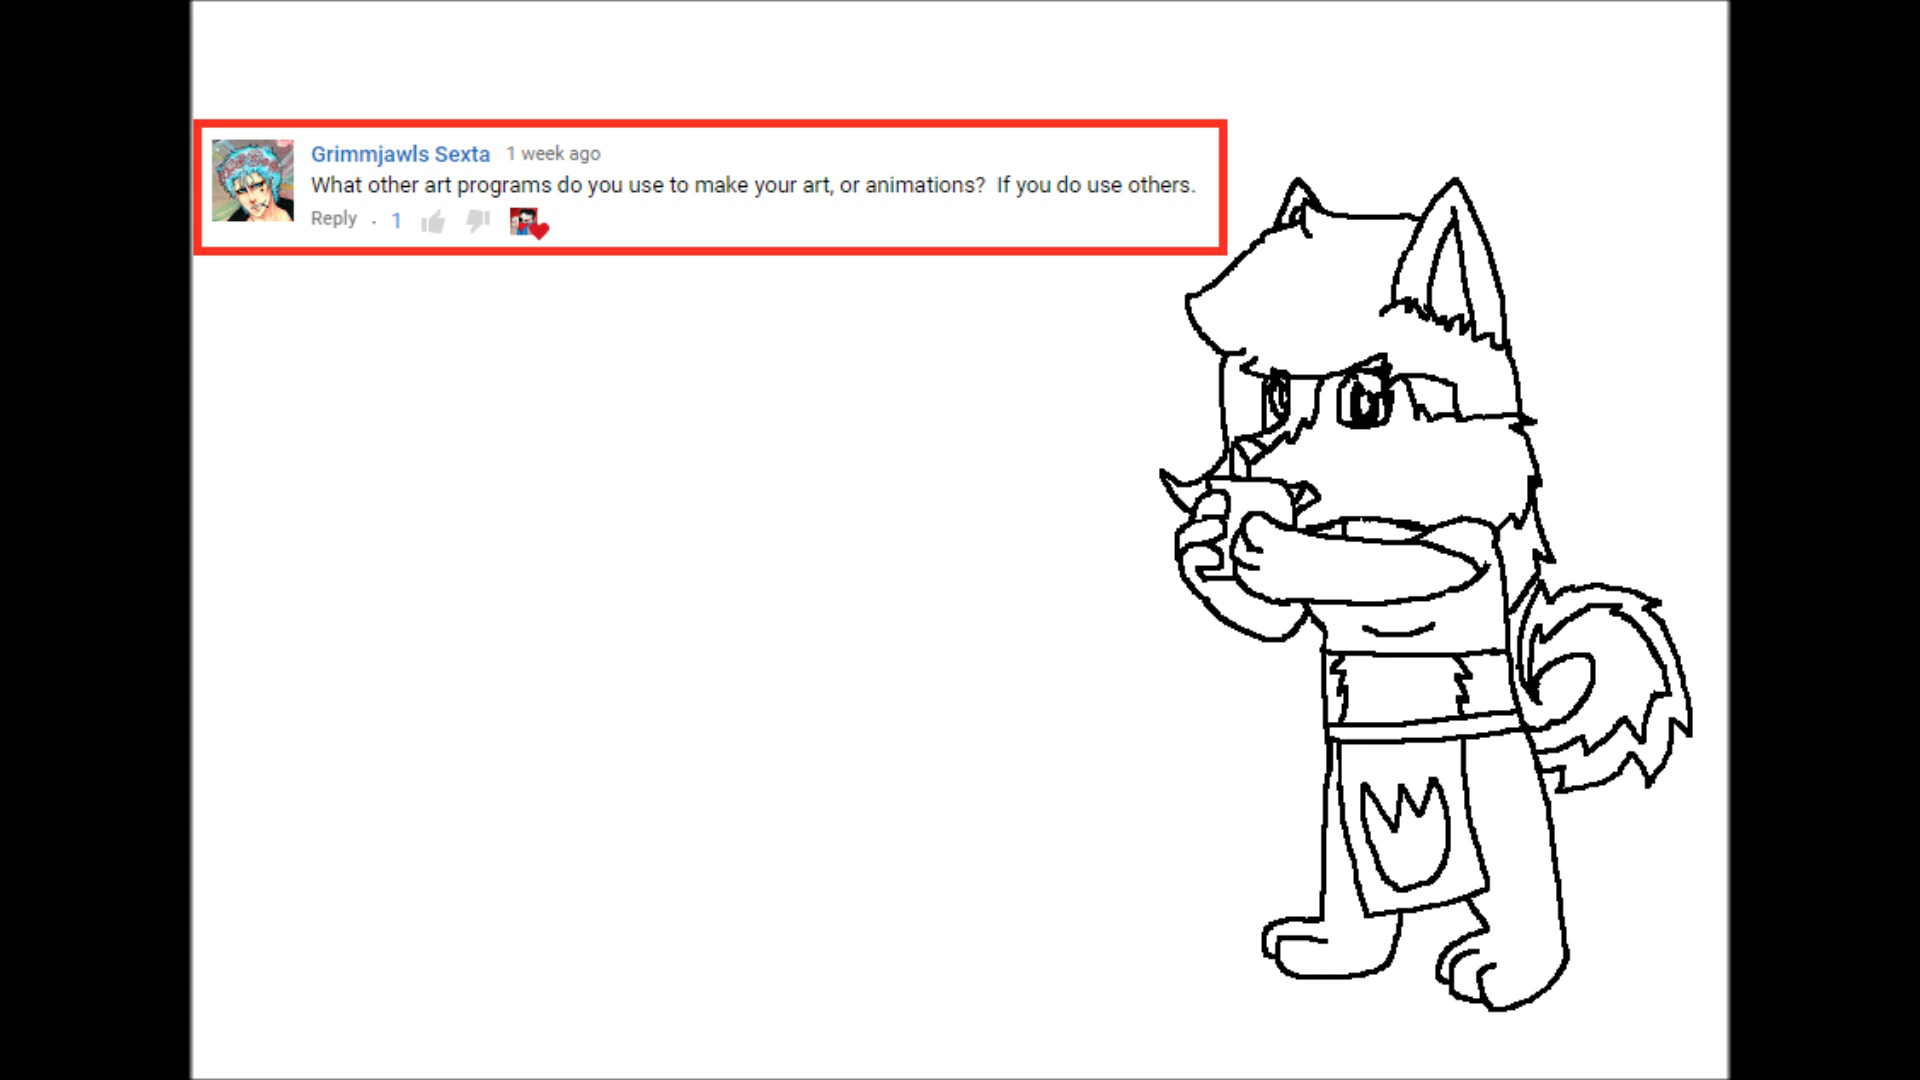 Grimmjawls Sexta 1 week ago
What other art programs do you use to make your art, or animations?  If you do use others.
Reply . 1